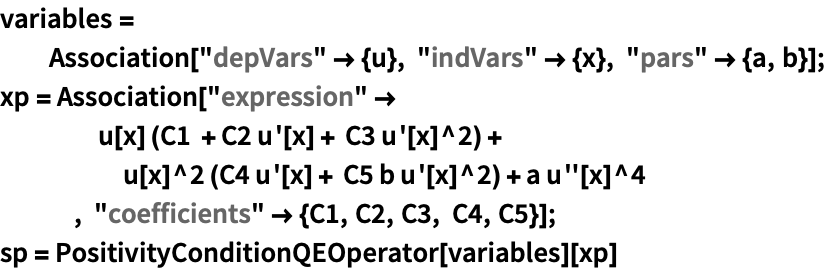 variables =
Association["depVars" → {u}, "indVars" → {x}, "pars" → {a, b}];
xp = Association["expression" →
u[x] (C1 + C2 u'[x] + C3 u'[x]^2) +
u[x]^2 (C4 u'[x] + C5 b u'[x]^2) + a u''[x]^4
, "coefficients" → {C1, C2, C3, C4, C5}];
sp = PositivityConditionQEOperator[variables][xp]